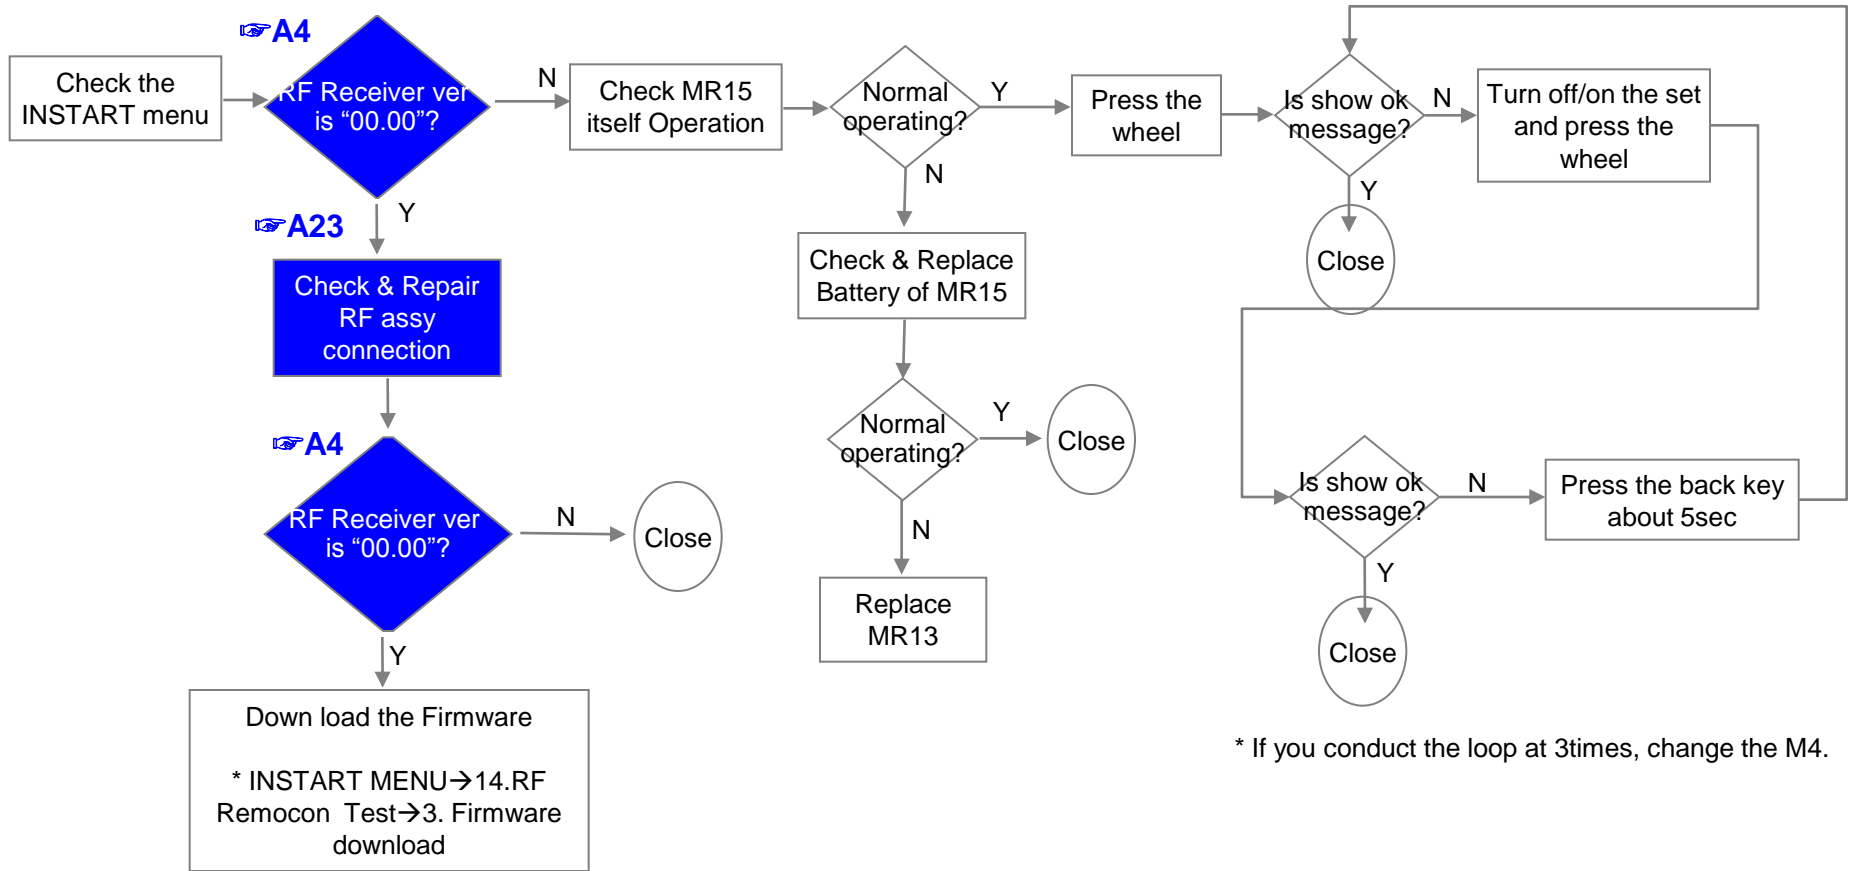 ☞A4
Check the
INSTART menu
RF Receiver ver
is “00.00”?
N
Check MR15
itself Operation
Normal
operating?
Y
Press the
wheel
Is show ok
message?
N
Turn off/on the set
and press the
wheel
Y
Close
N
Y
☞A23
Check & Repair
RF assy
connection
Check & Replace
Battery of MR15
Normal
operating?
Y
Close
N
Replace
MR13
☞A4
RF Receiver ver
is “00.00”?
N
Close
Y
Down load the Firmware
* INSTART MENU→14.RF
Remocon Test→3. Firmware
download
Is show ok
message?
N
Press the back key
about 5sec
Y
Close
* If you conduct the loop at 3times, change the M4.